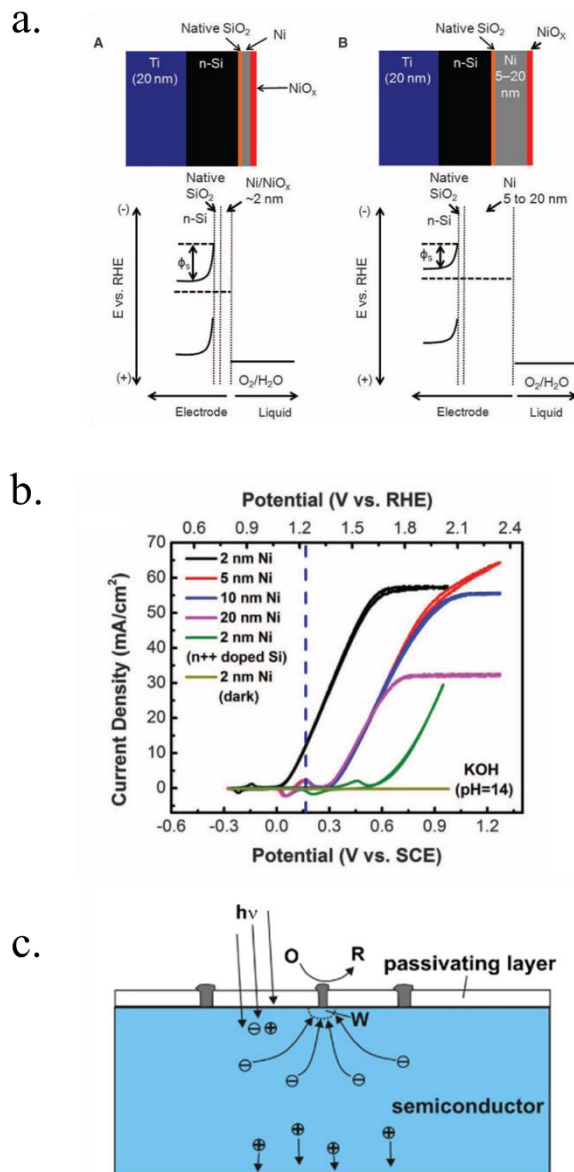 a.
A
Native SiO₂
Ni
Ti
(20 nm)
n-Si
NiOₓ
Native
SiO₂
Ni/NiOₓ
~2 nm
n-Si
(-)
E vs. RHE
ϕₛ
(+)
O₂/H₂O
Electrode
Liquid
B
Native SiO₂
NiOₓ
Ti
(20 nm)
n-Si
Ni
5–20
nm
Native
SiO₂
Ni
5 to 20 nm
n-Si
(-)
E vs. RHE
ϕₛ
(+)
O₂/H₂O
Electrode
Liquid
b.
Potential (V vs. RHE)
0.6 0.9 1.2 1.5 1.8 2.1 2.4
Current Density (mA/cm²)
70
60
50
40
30
20
10
0
2 nm Ni
5 nm Ni
10 nm Ni
20 nm Ni
2 nm Ni
(n++ doped Si)
2 nm Ni
(dark)
KOH
(pH=14)
-0.6 -0.3 0.0 0.3 0.6 0.9 1.2
Potential (V vs. SCE)
c.
hν
O
R
passivating layer
W
semiconductor